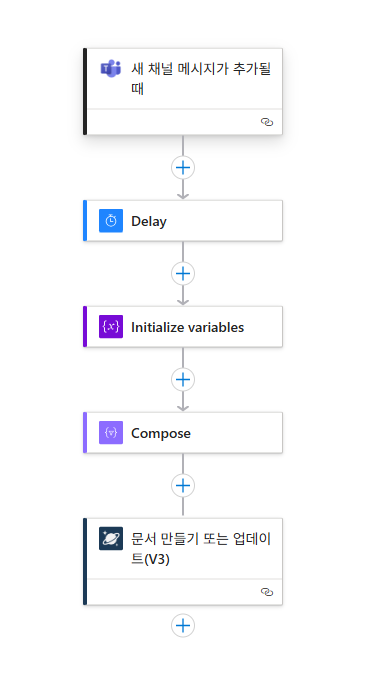 새 채널 메시지가 추가될
때
Delay
Initialize variables
Compose
문서 만들기 또는 업데이
트(V3)